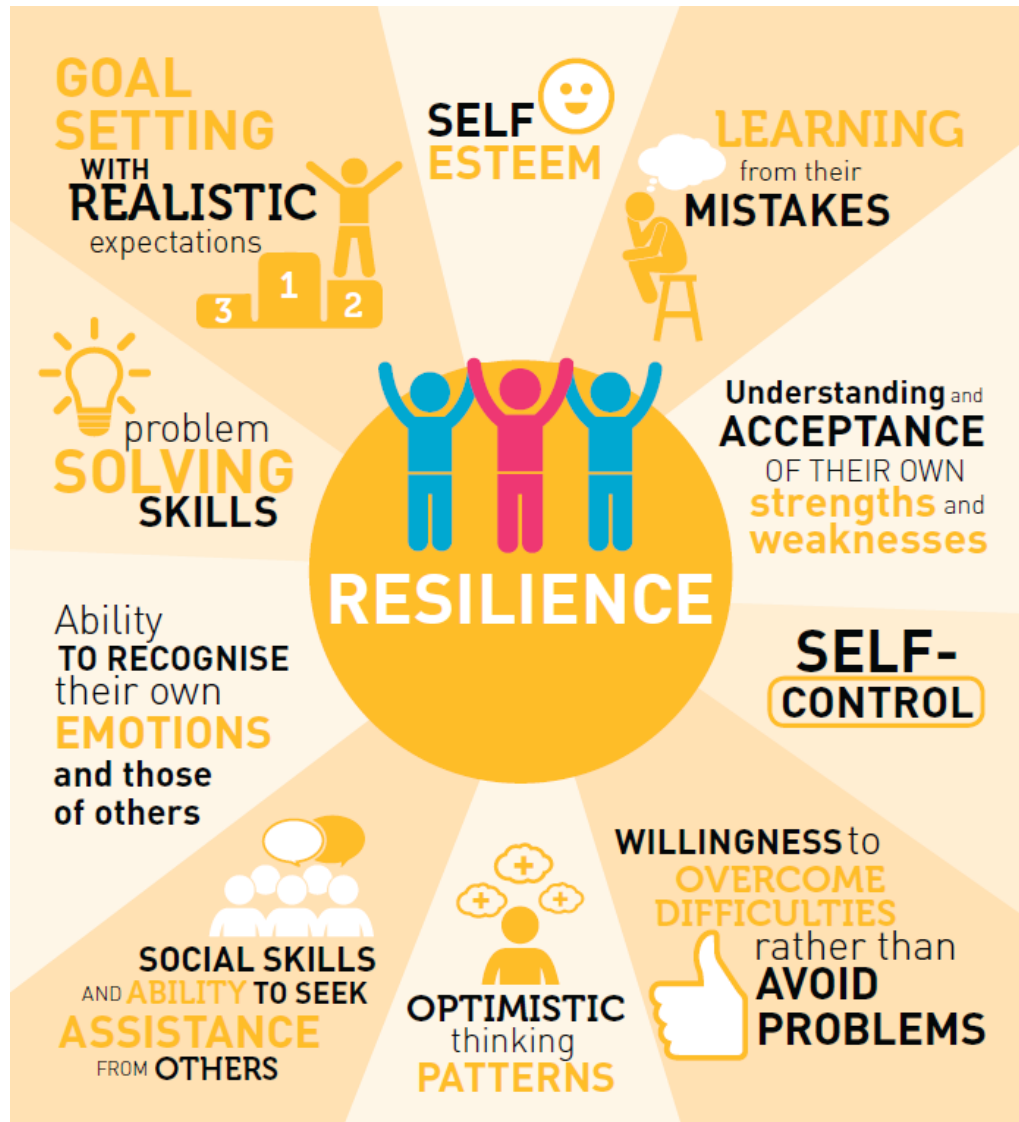 GOAL
SETTING
WITH
REALISTIC
expectations
1
2
3
SELF
ESTEEM
LEARNING
from their
MISTAKES
Understanding and
ACCEPTANCE
OF THEIR OWN
strengths and
weaknesses
SELF-
CONTROL
WILLINGNESS to
OVERCOME
DIFFICULTIES
rather than
AVOID
PROBLEMS
OPTIMISTIC
thinking
PATTERNS
SOCIAL SKILLS
AND ABILITY TO SEEK
ASSISTANCE
FROM OTHERS
Ability
TO RECOGNISE
their own
EMOTIONS
and those
of others
problem
SOLVING
SKILLS
RESILIENCE